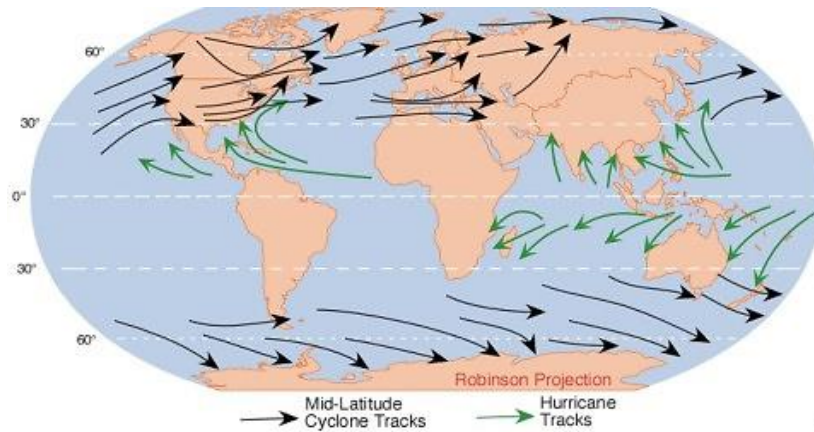 60°
30°
0°
30°
60°
Robinson Projection
Mid-Latitude
Cyclone Tracks
Hurricane
Tracks